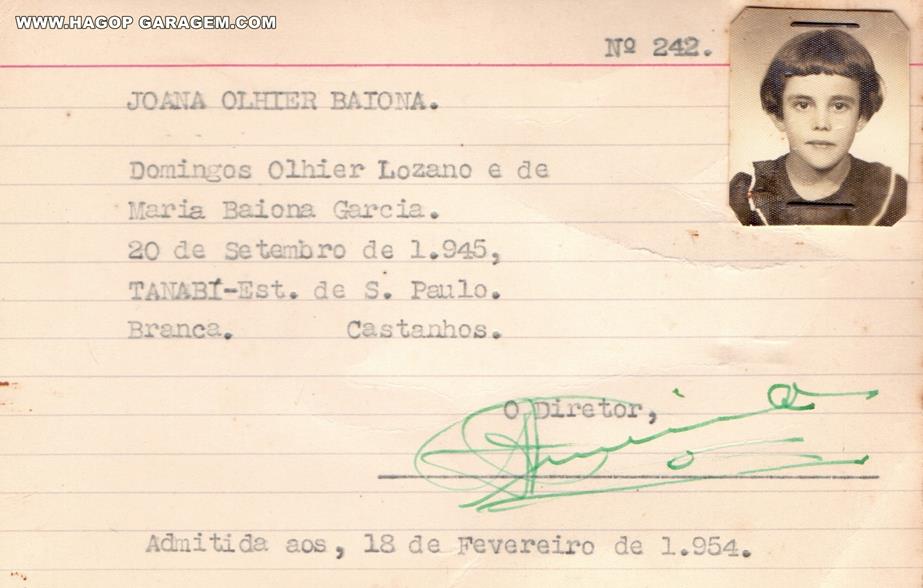 WWW.HAGOP GARAGEM.COM
Nº 242.
JOANA OLHIER BAIONA.
Domingos Olhier Lozano e de
Maria Baiona Garcia.
20 de Setembro de 1.945,
TANABÍ-Est. de S. Paulo.
Branca. Castanhos.
O Diretor,
Admitida aos, 18 de Fevereiro de 1.954.